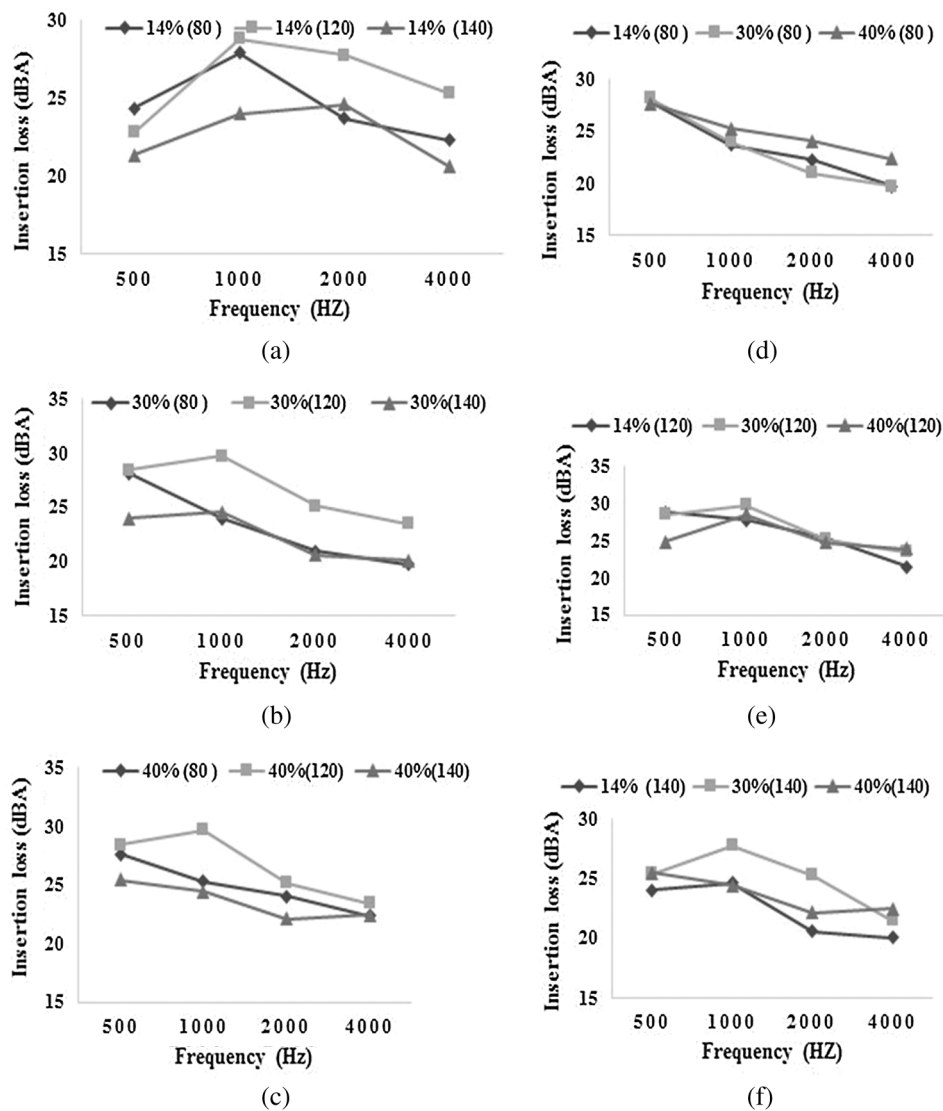 14% (80 ) 14% (120) 14% (140)
Insertion loss (dBA)
30
25
20
15
500 1000 2000 4000
Frequency (HZ)
(a)
14% (80 ) 30% (80 ) 40% (80 )
Insertion loss (dBA)
30
25
20
15
500 1000 2000 4000
Frequency (Hz)
(d)
30% (80 ) 30%(120) 30%(140)
Insertion loss (dBA)
35
30
25
20
15
500 1000 2000 4000
Frequency (Hz)
(b)
14% (120) 30%(120) 40%(120)
Insertion loss (dBA)
35
30
25
20
15
500 1000 2000 4000
Frequency (Hz)
(e)
40% (80 ) 40%(120) 40%(140)
Insertion loss (dBA)
35
30
25
20
15
500 1000 2000 4000
Frequency (Hz)
(c)
14% (140) 30%(140) 40%(140)
Insertion loss (dBA)
30
25
20
15
500 1000 2000 4000
Frequency (HZ)
(f)